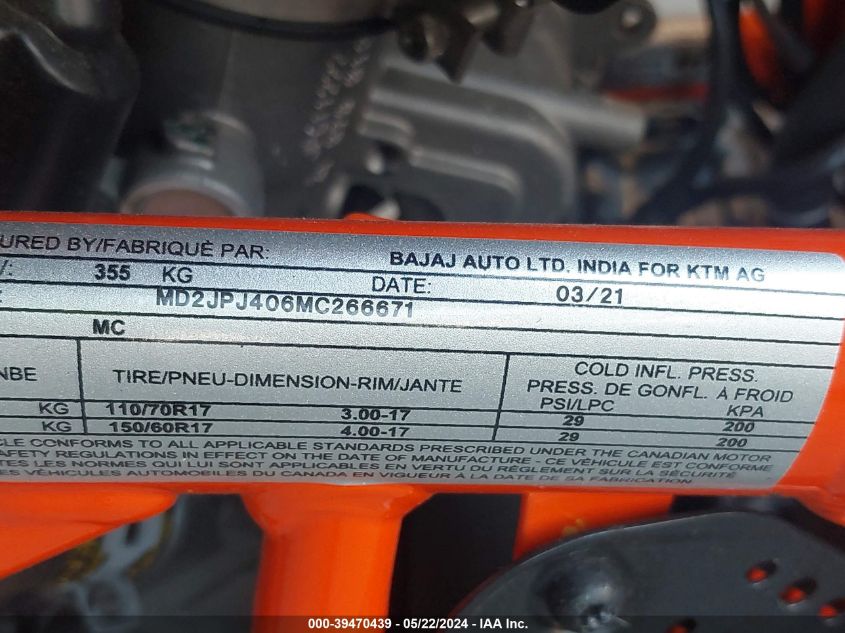 URED BY/FABRIQUÉ PAR: BAJAJ AUTO LTD. INDIA FOR KTM AG
/: 355 KG DATE: 03/21
: MD2JPJ406MC266671
MC
NBE TIRE/PNEU-DIMENSION-RIM/JANTE COLD INFL. PRESS.
PRESS. DE GONFL. À FROID
PSI/LPC KPA
KG 110/70R17 3.00-17 29 200
KG 150/60R17 4.00-17 29 200
CLE CONFORMS TO ALL APPLICABLE STANDARDS PRESCRIBED UNDER THE CANADIAN MOTOR
AFETY REGULATIONS IN EFFECT ON THE DATE OF MANUFACTURE - CE VÉHICULE EST CONFORME
TES LES NORMES QUI LUI SONT APPLICABLES EN VERTU DU RÈGLEMENT SUR LA SÉCURITÉ
ES VÉHICULES AUTOMOBILES DU CANADA EN VIGUEUR À LA DATE DE SA FABRICATION
000-39470439 - 05/22/2024 - IAA Inc.